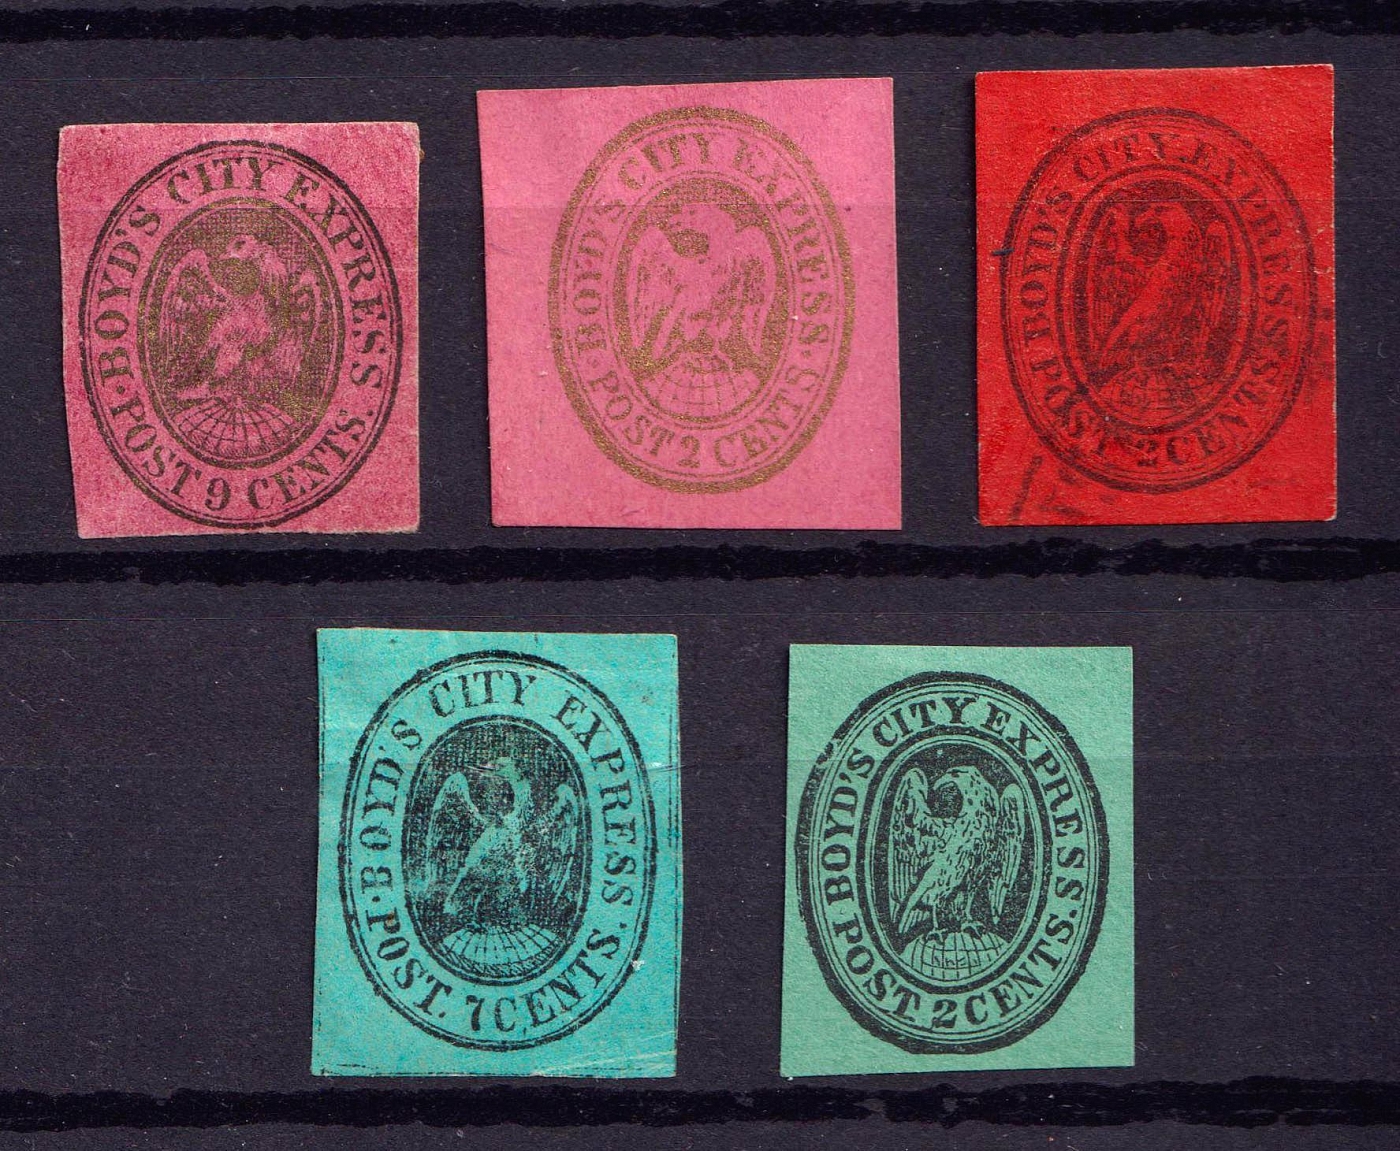 BOYD'S CITY EXPRESS.
POST 9 CENTS.
BOYD'S CITY EXPRESS.
POST 2 CENTS.
BOYD'S CITY EXPRESS.
POST 2 CENTS.
BOYD'S CITY EXPRESS.
POST. 7 CENTS.
BOYD'S CITY EXPRESS.
POST. 2 CENTS.